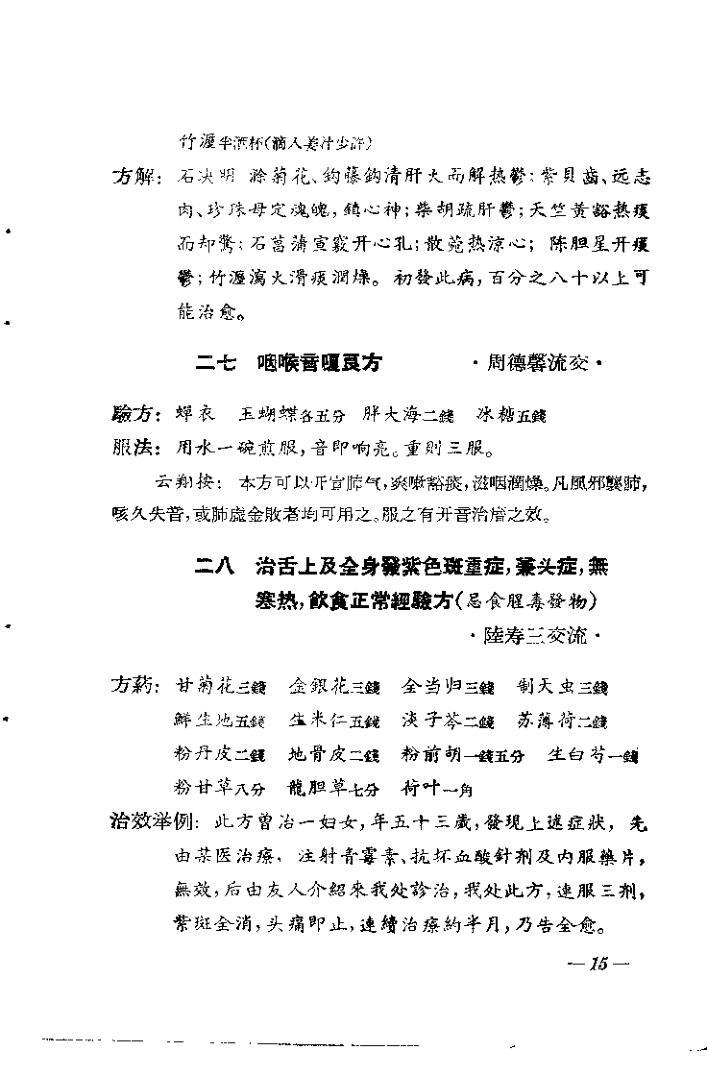 竹瀝半酒杯(滴入姜汁少許)
方解：石决明 滁菊花、鈎藤鈎清肝火而解热鬱；紫貝齒、远志
肉、珍珠母定魂魄，鎮心神；柴胡疏肝鬱；天竺黃豁热痰
而却驚；石菖蒲宣竅开心孔；散菀热涼心； 陈胆星开痰
鬱；竹瀝瀉火滑痰潤燥。初發此病，百分之八十以上可
能治愈。
二七 咽喉音嗄良方 ·周德馨流交·
驗方：蟬衣 玉蝴蝶各五分 胖大海二錢 冰糖五錢
服法：用水一碗煎服，音即响亮。重則三服。
云翔按： 本方可以开宣肺气，爽嗽豁痰，滋咽潤燥。凡風邪襲肺，
咳久失音，或肺虛金敗者均可用之。服之有开音治瘖之效。
二八 治舌上及全身發紫色斑重症，兼头症，無
寒热，飲食正常經驗方(忌食腥毒發物)
·陸寿三交流·
方葯：甘菊花三錢 金銀花三錢 全当归三錢 制天虫三錢
鮮生地五錢 生米仁五錢 淡子芩二錢 苏薄荷二錢
粉丹皮二錢 地骨皮二錢 粉前胡一錢五分 生白芍一錢
粉甘草八分 龍胆草七分 荷叶一角
治效举例：此方曾治一妇女，年五十三歲，發現上述症狀，先
由某医治療，注射青霉素、抗坏血酸針剂及内服藥片，
無效，后由友人介紹来我处診治，我处此方，連服三剂，
紫斑全消，头痛即止，連續治療約半月，乃告全愈。
—15—